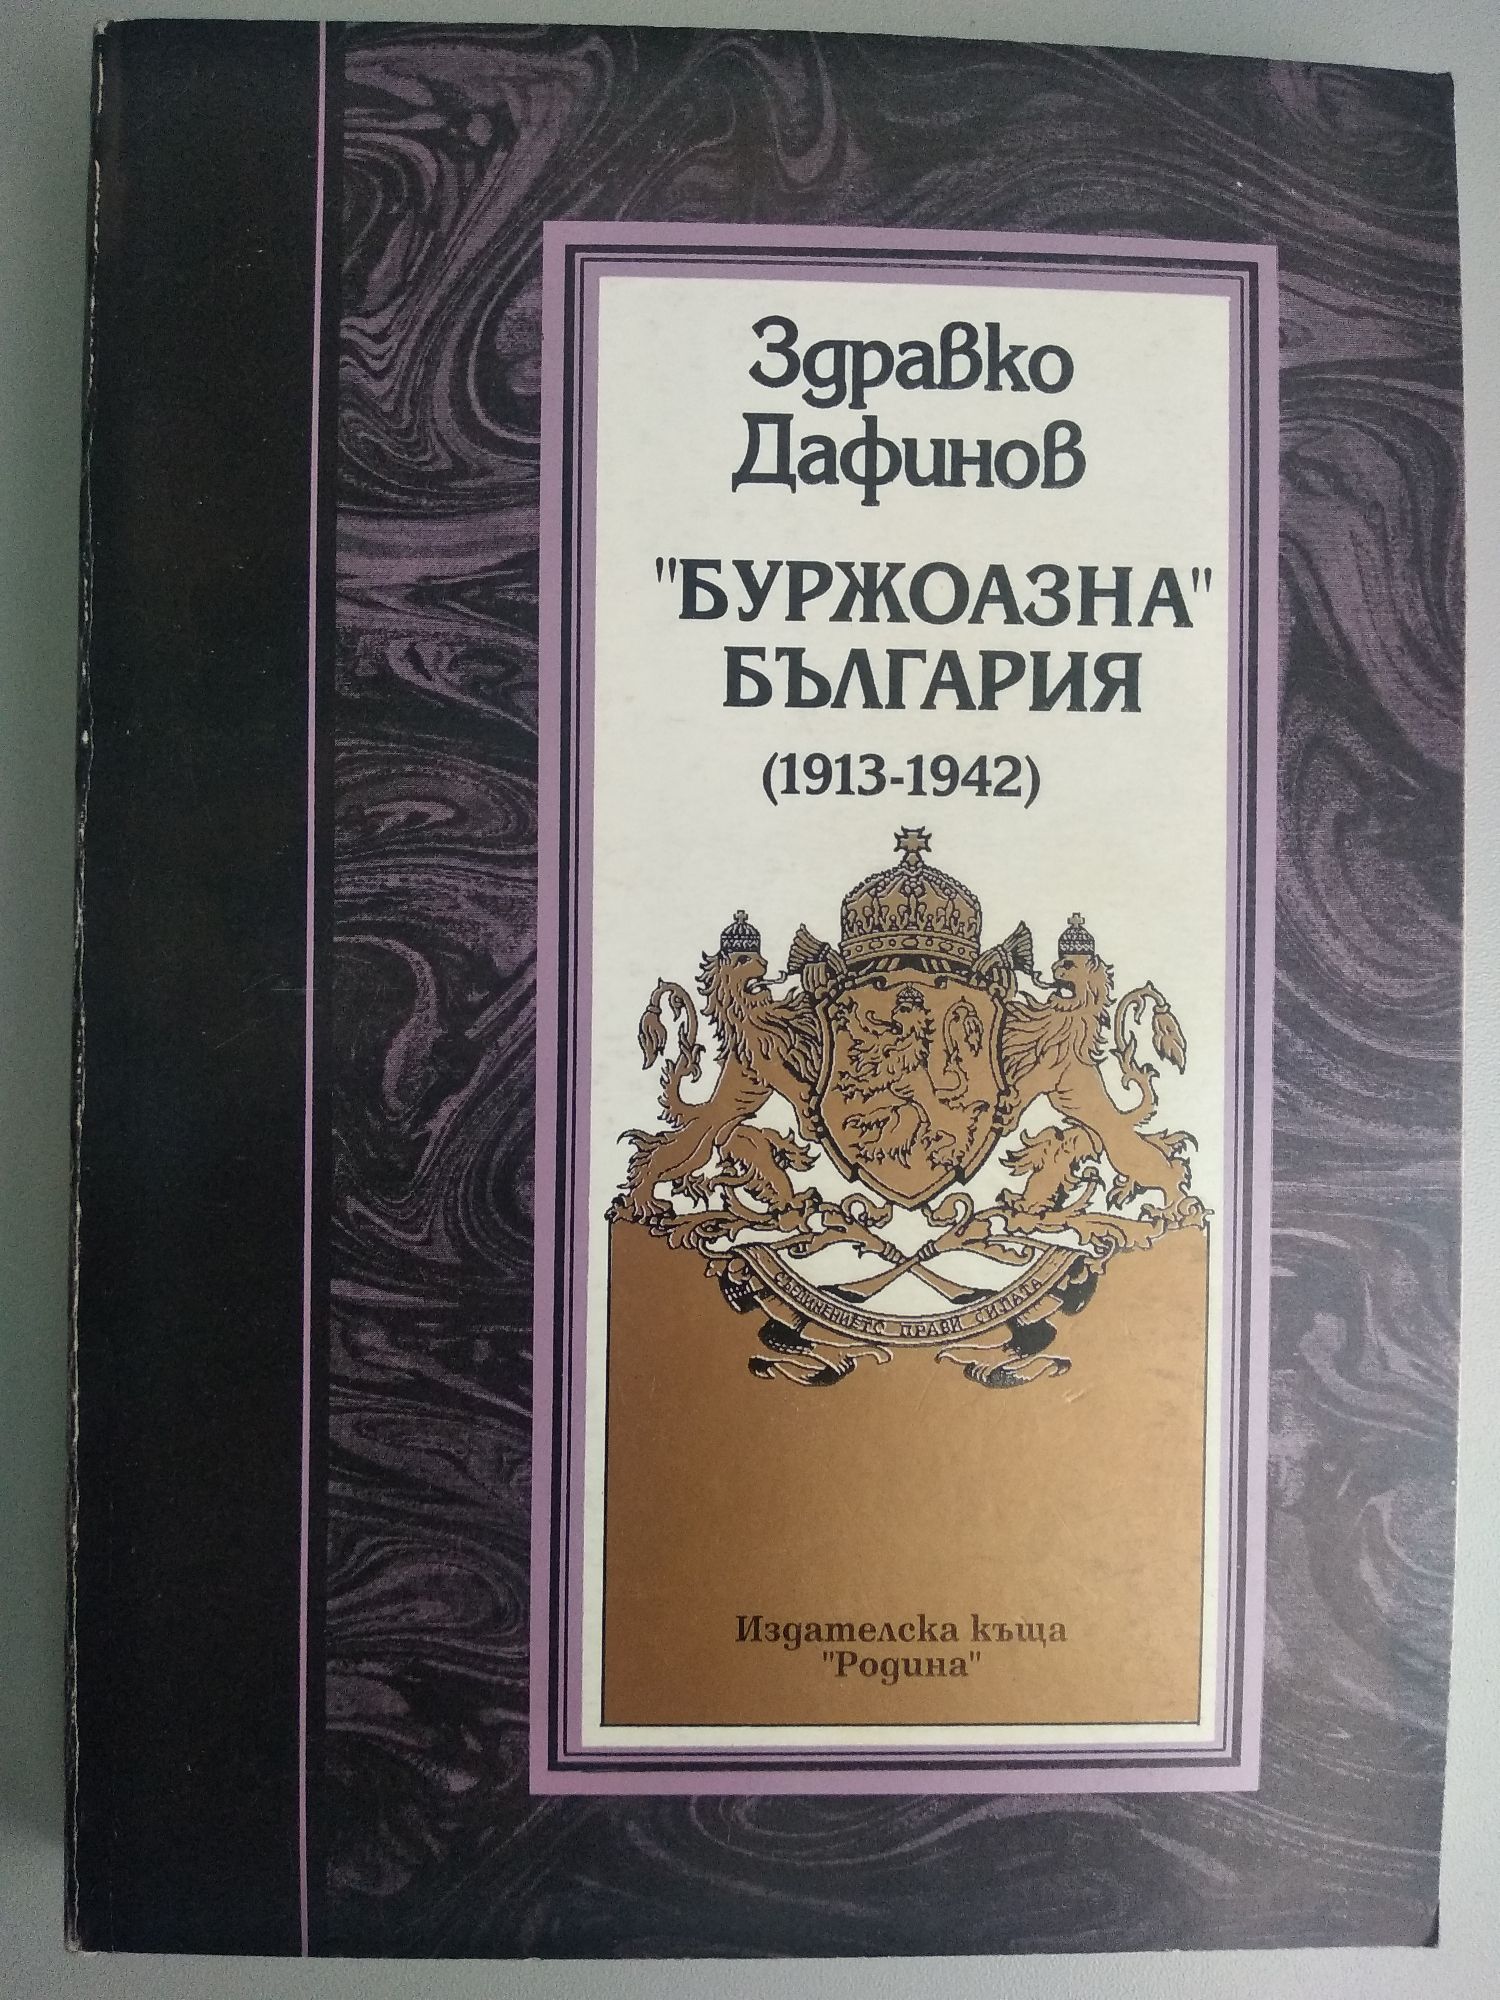 Здравко
Дафинов
"БУРЖОАЗНА"
БЪЛГАРИЯ
(1913-1942)
СЪЕДИНЕНИЕТО ПРАВИ СИЛАТА
Издателска къща
"Родина"